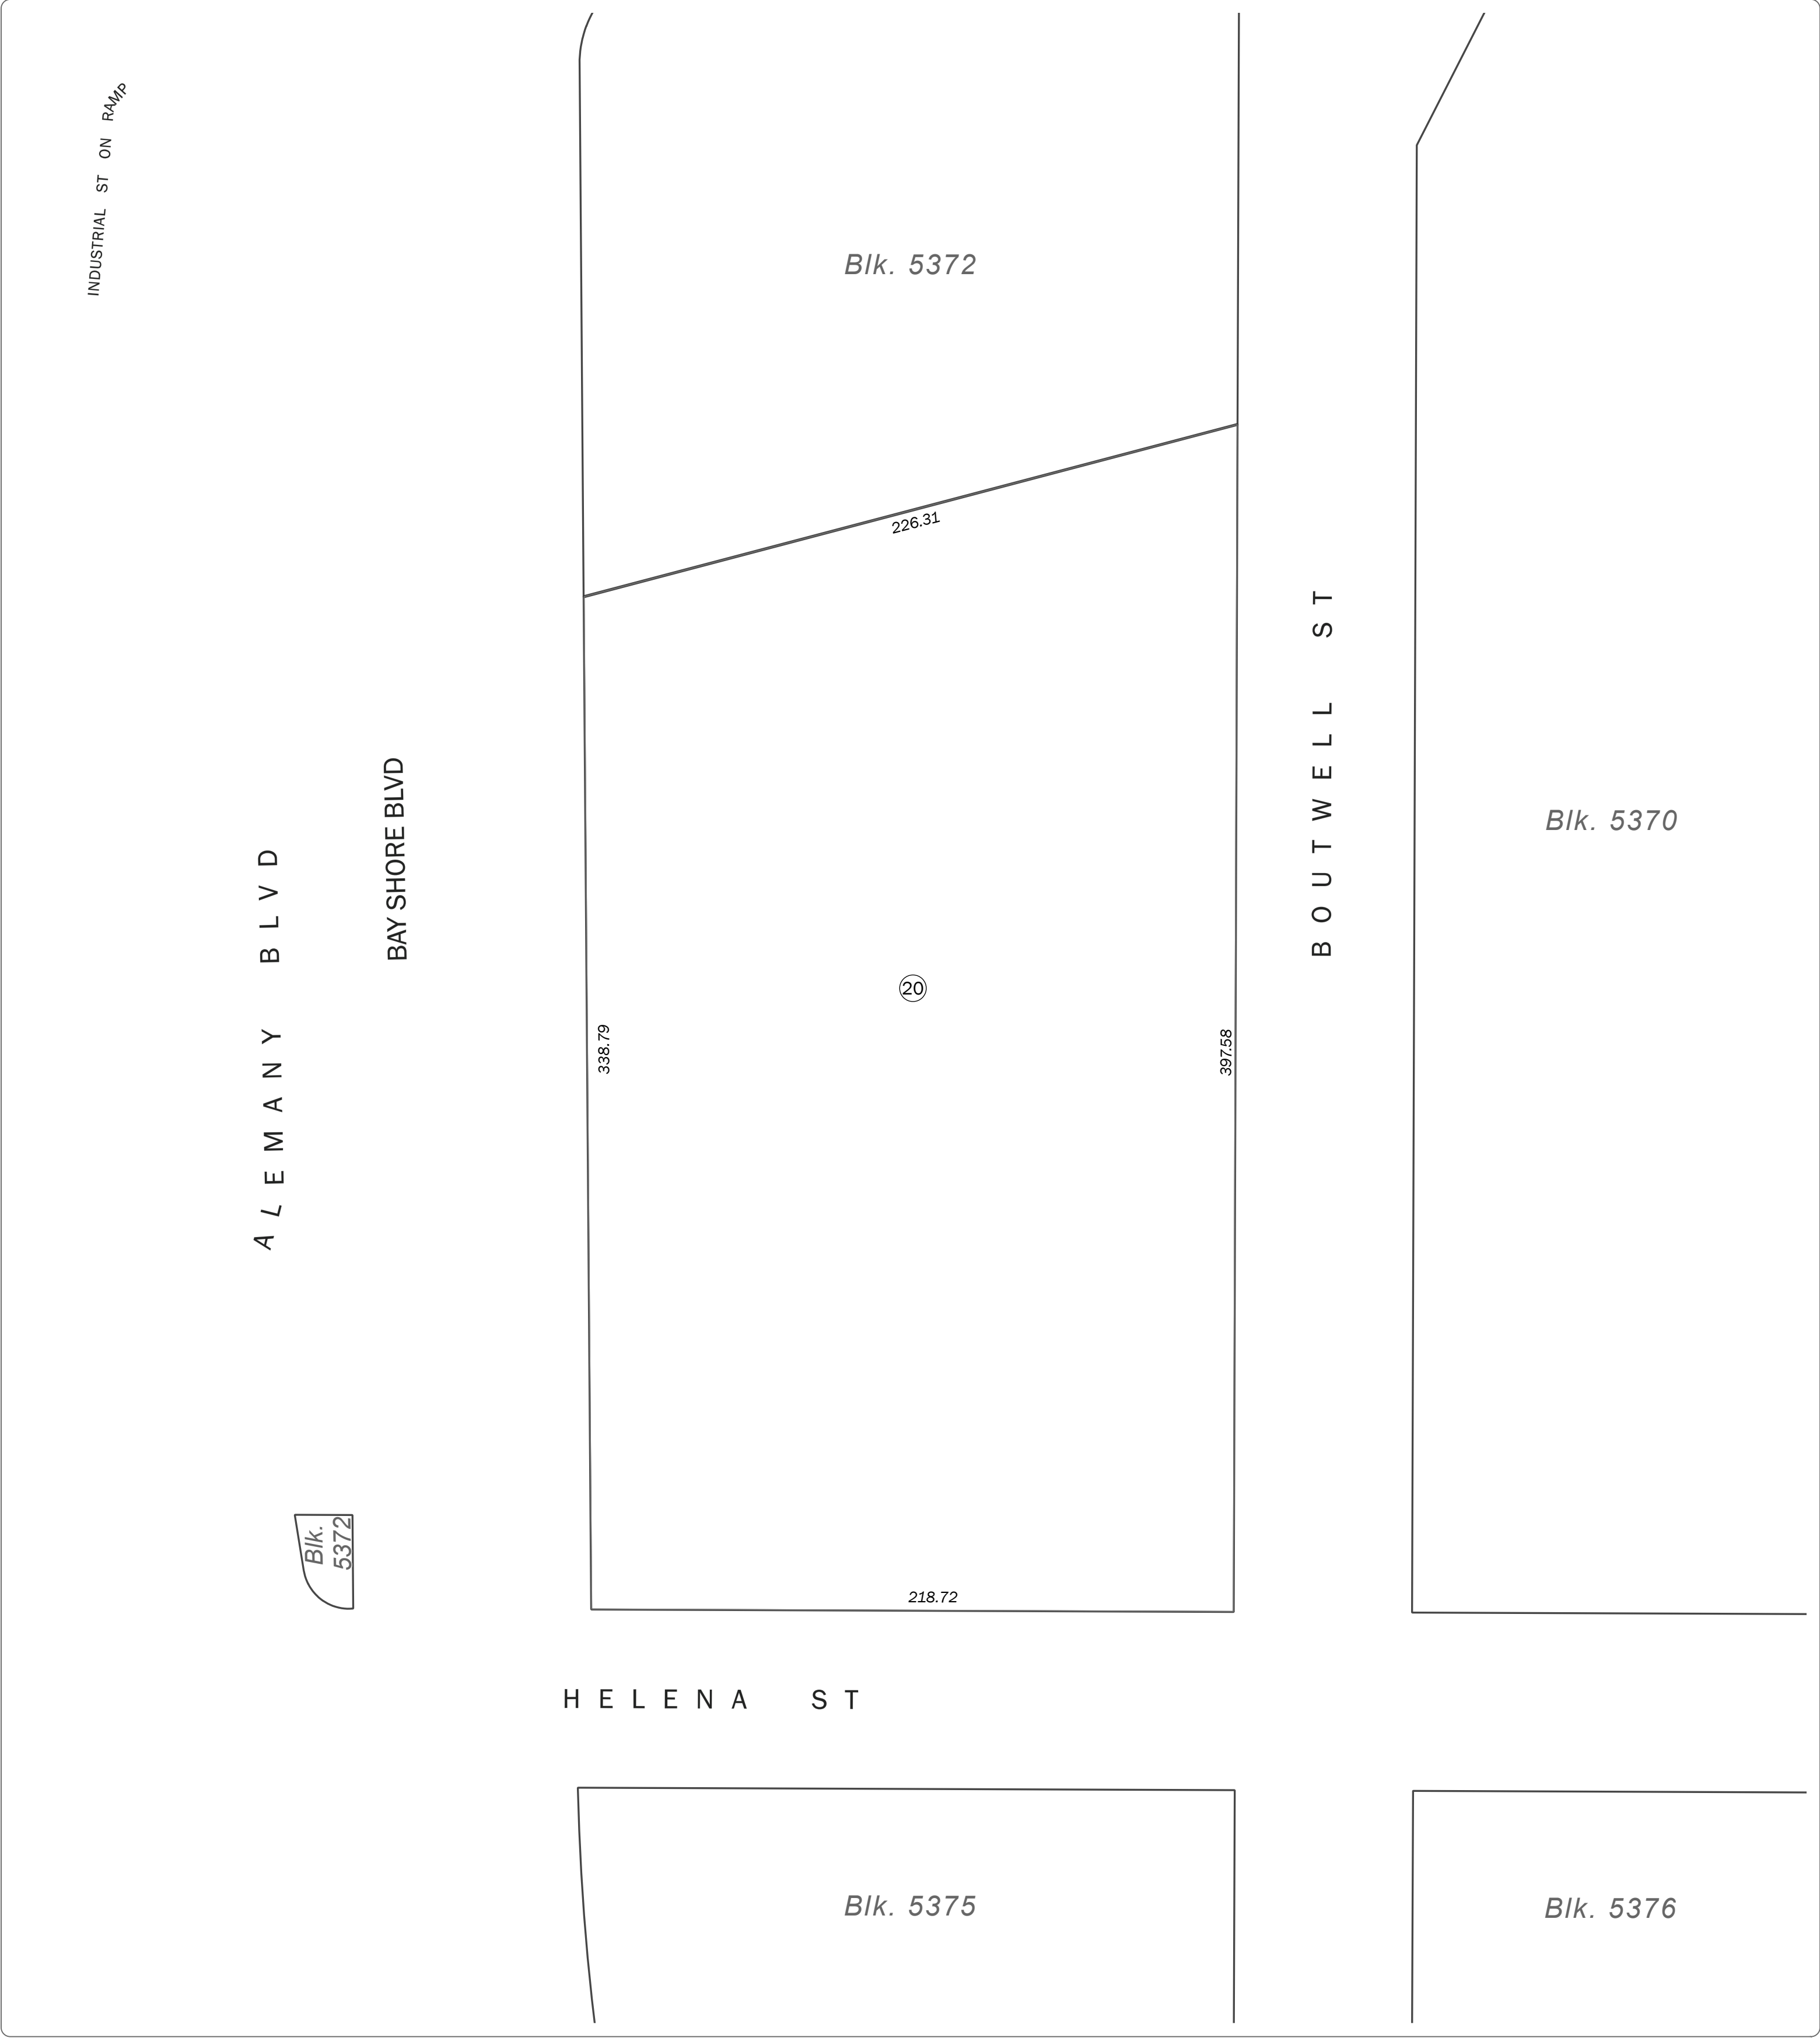 INDUSTRIAL ST ON RAMP
Blk. 5372
226.31
BOUTWELL ST
Blk. 5370
BAY SHORE BLVD
ALEMANY BLVD
20
338.79
397.58
Blk.
5372
218.72
HELENA ST
Blk. 5375
Blk. 5376